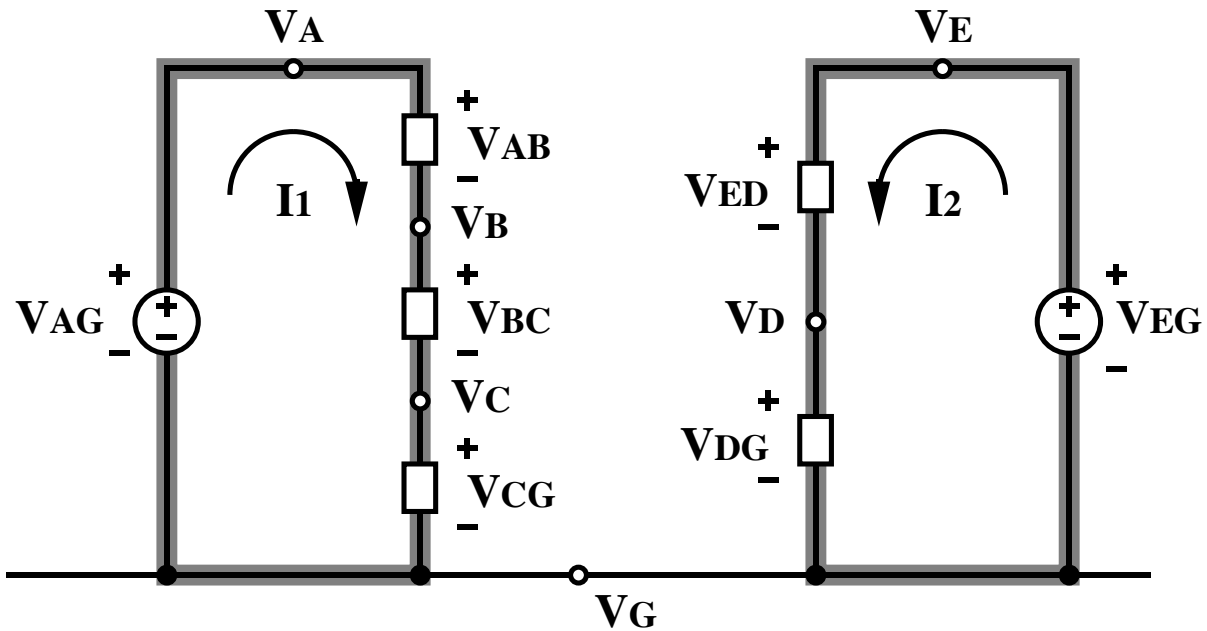 VA
VE
+
VAB
−
I1
VB
+
VED
−
I2
+
VAG
−
+
−
+
VBC
−
VD
+
−
+
VEG
−
VC
+
VCG
−
+
VDG
−
VG